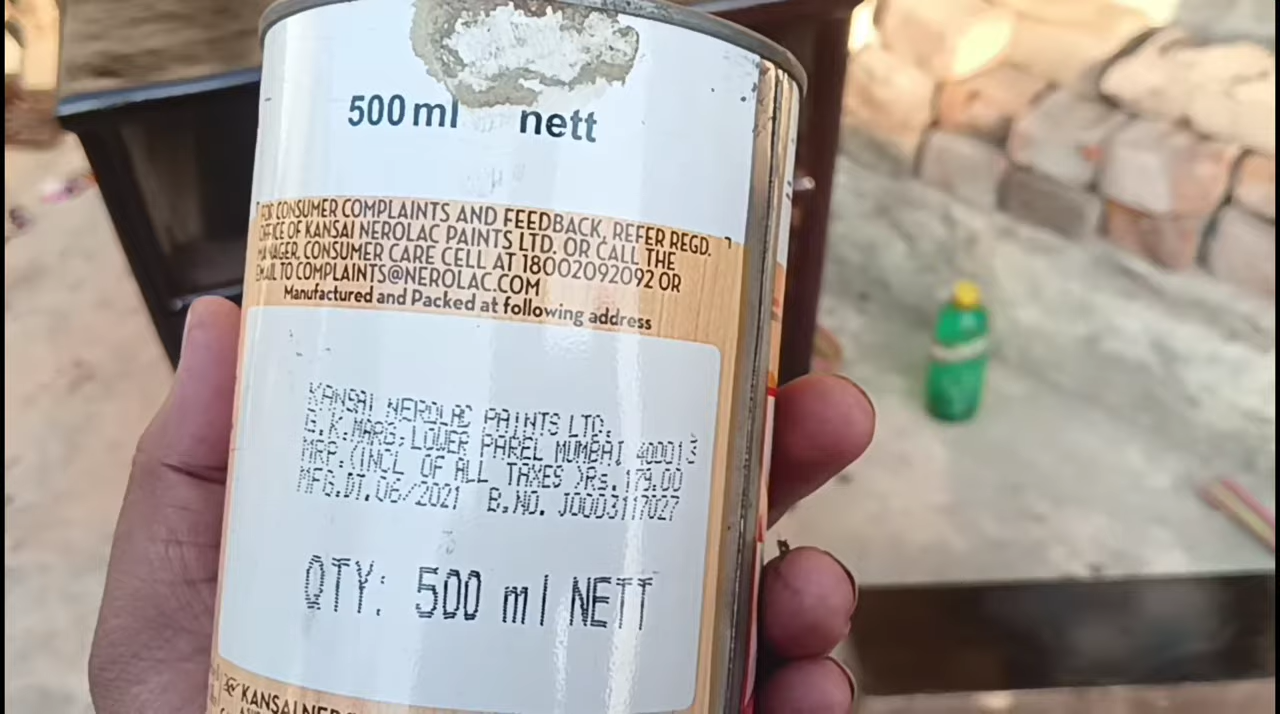 500 ml nett
FOR CONSUMER COMPLAINTS AND FEEDBACK, REFER REGD.
OFFICE OF KANSAI NEROLAC PAINTS LTD. OR CALL THE
MANAGER, CONSUMER CARE CELL AT 18002092092 OR
EMAIL TO COMPLAINTS@NEROLAC.COM
Manufactured and Packed at following address
KANSAI NEROLAC PAINTS LTD.
G.K.MARG,LOWER PAREL MUMBAI 400013
MRP.(INCL OF ALL TAXES )Rs.179.00
MFG.DT.06/2021 B.NO. J0003117027
QTY: 500 ml NETT